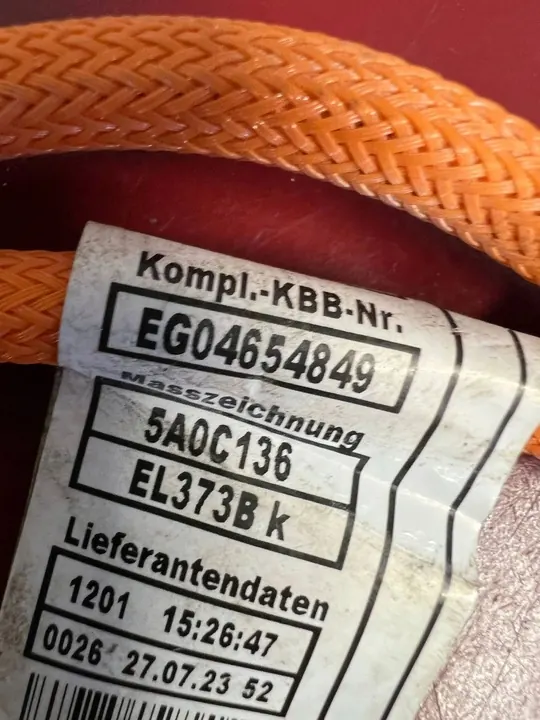 Kompl.-KBB-Nr.
EG04654849
Masszeichnung
5A0C136
EL373B k
Lieferantendaten
1201 15:26:47
0026 27.07.23 52